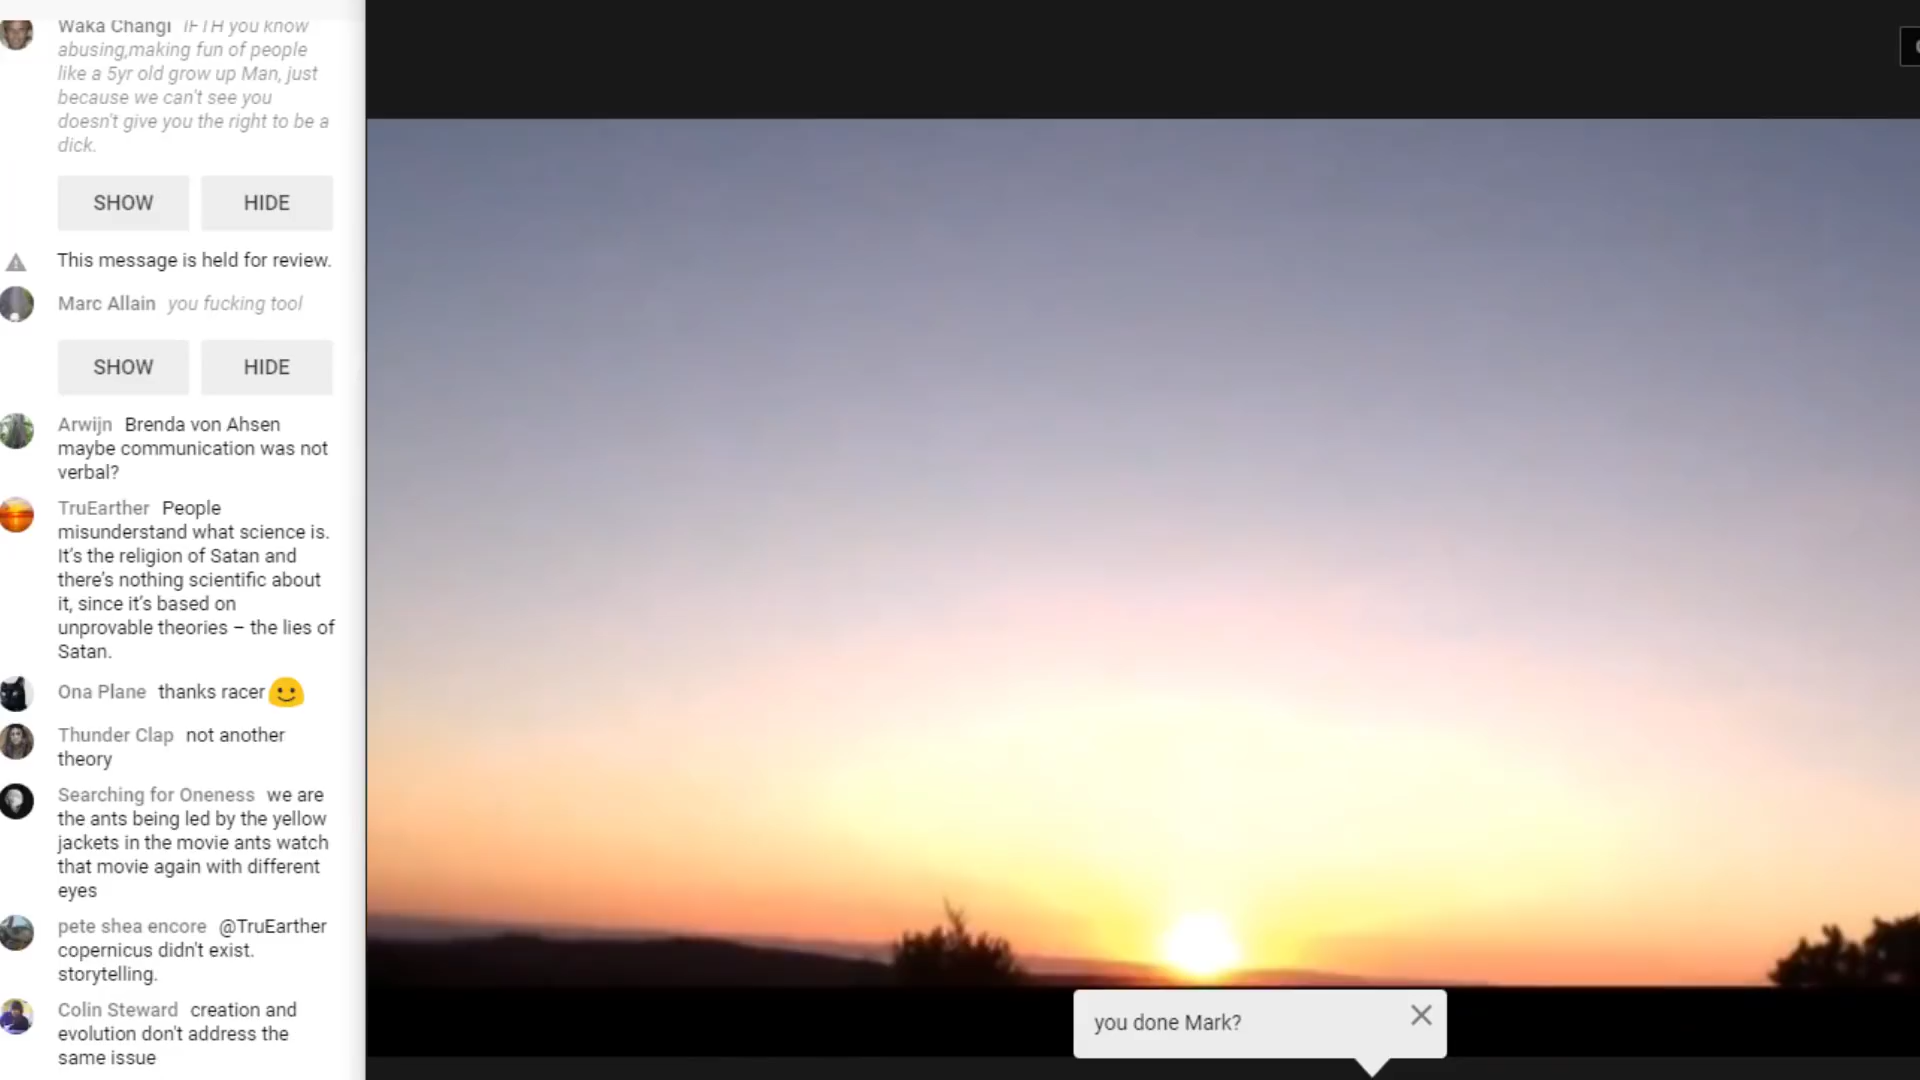 Waka Changi IFTH you know
abusing,making fun of people
like a 5yr old grow up Man, just
because we can't see you
doesn't give you the right to be a
dick.
SHOW HIDE
This message is held for review.
Marc Allain you fucking tool
SHOW HIDE
Arwijn Brenda von Ahsen
maybe communication was not
verbal?
TruEarther People
misunderstand what science is.
It's the religion of Satan and
there's nothing scientific about
it, since it's based on
unprovable theories – the lies of
Satan.
Ona Plane thanks racer
Thunder Clap not another
theory
Searching for Oneness we are
the ants being led by the yellow
jackets in the movie ants watch
that movie again with different
eyes
pete shea encore @TruEarther
copernicus didn't exist.
storytelling.
Colin Steward creation and
evolution don't address the
same issue
you done Mark?